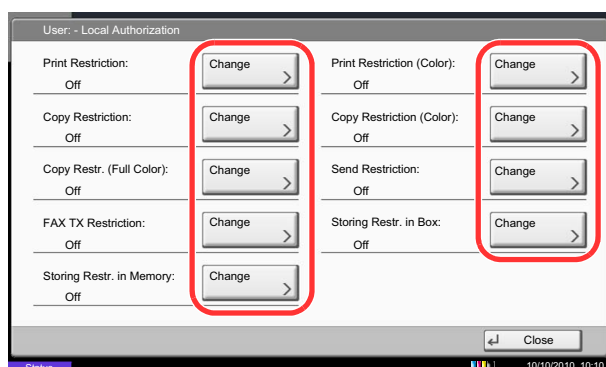 User: - Local Authorization
Print Restriction:
Change
Off
Print Restriction (Color):
Change
Off
Copy Restriction:
Change
Off
Copy Restriction (Color):
Change
Off
Copy Restr. (Full Color):
Change
Off
Send Restriction:
Change
Off
FAX TX Restriction:
Change
Off
Storing Restr. in Box:
Change
Off
Storing Restr. in Memory:
Change
Off
Close
Status
10/10/2010 10:10